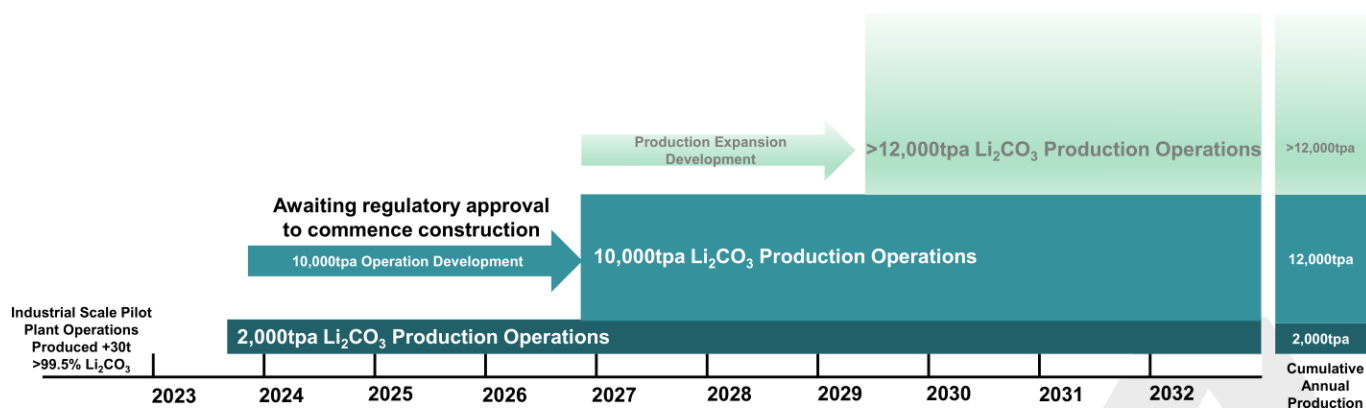 Production Expansion
Development
>12,000tpa Li₂CO₃ Production Operations
>12,000tpa
Awaiting regulatory approval
to commence construction
10,000tpa Operation Development
10,000tpa Li₂CO₃ Production Operations
12,000tpa
Industrial Scale Pilot
Plant Operations
Produced +30t
>99.5% Li₂CO₃
2,000tpa Li₂CO₃ Production Operations
2,000tpa
2023 2024 2025 2026 2027 2028 2029 2030 2031 2032
Cumulative
Annual
Production